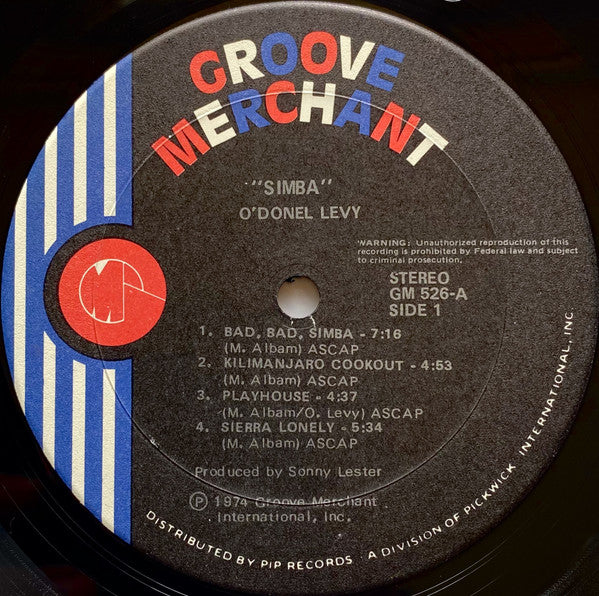 GROOVE
MERCHANT
"SIMBA"
O'DONEL LEVY
WARNING: Unauthorized reproduction of this
recording is prohibited by Federal law and subject
to criminal prosecution.
STEREO
GM 526-A
SIDE 1
1. BAD, BAD, SIMBA - 7:16
(M. Albam) ASCAP
2. KILIMANJARO COOKOUT - 4:53
(M. Albam) ASCAP
3. PLAYHOUSE - 4:37
(M. Albam/O. Levy) ASCAP
4. SIERRA LONELY - 5:34
(M. Albam) ASCAP
Produced by Sonny Lester
Ⓟ 1974 Groove Merchant
International, Inc.
DISTRIBUTED BY PIP RECORDS A DIVISION OF PICKWICK INTERNATIONAL, INC.